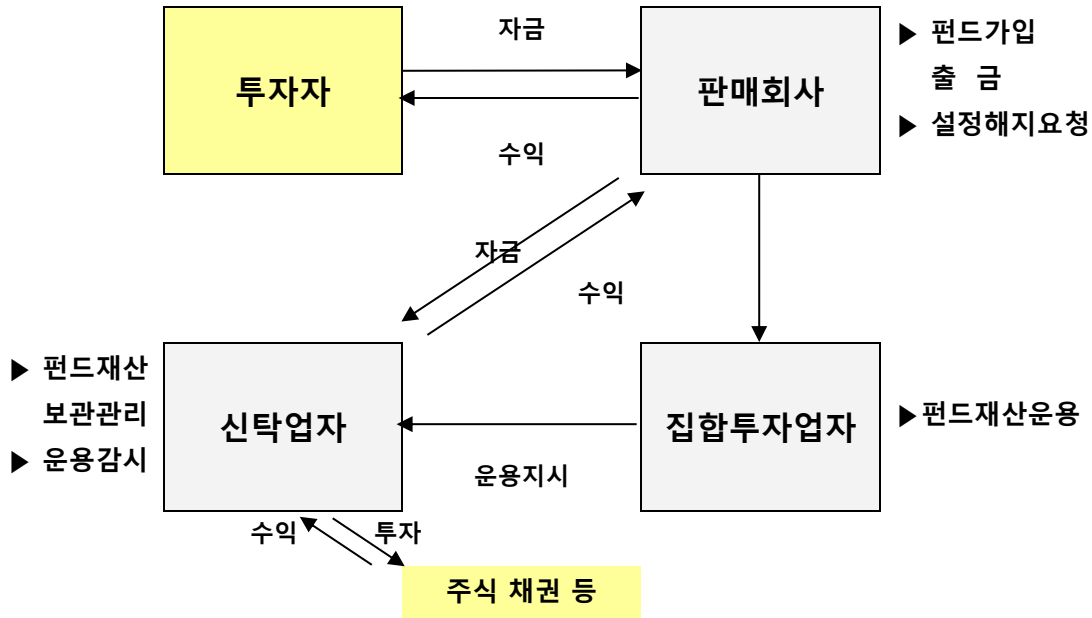 자금
투자자
판매회사
▶ 펀드가입
출 금
▶ 설정해지요청
수익
자금
수익
▶ 펀드재산
보관관리
▶ 운용감시
신탁업자
집합투자업자
▶펀드재산운용
운용지시
수익
투자
주식 채권 등